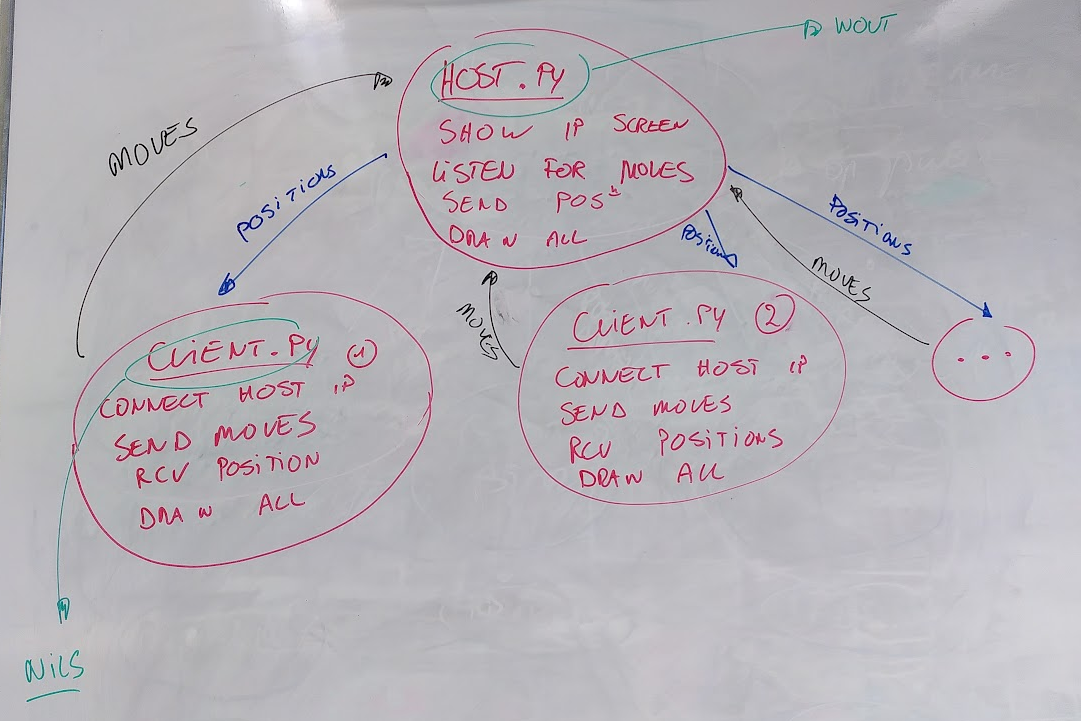 WOUT
HOST.PY
SHOW IP SCREEN
LISTEN FOR MOVES
SEND POS
DRAW ALL
MOVES
POSITIONS
POSITIONS
MOVES
POSITIONS
MOVES
CLIENT.PY 1
CONNECT HOST IP
SEND MOVES
RCV POSITION
DRAW ALL
CLIENT.PY 2
CONNECT HOST IP
SEND MOVES
RCV POSITIONS
DRAW ALL
...
NILS